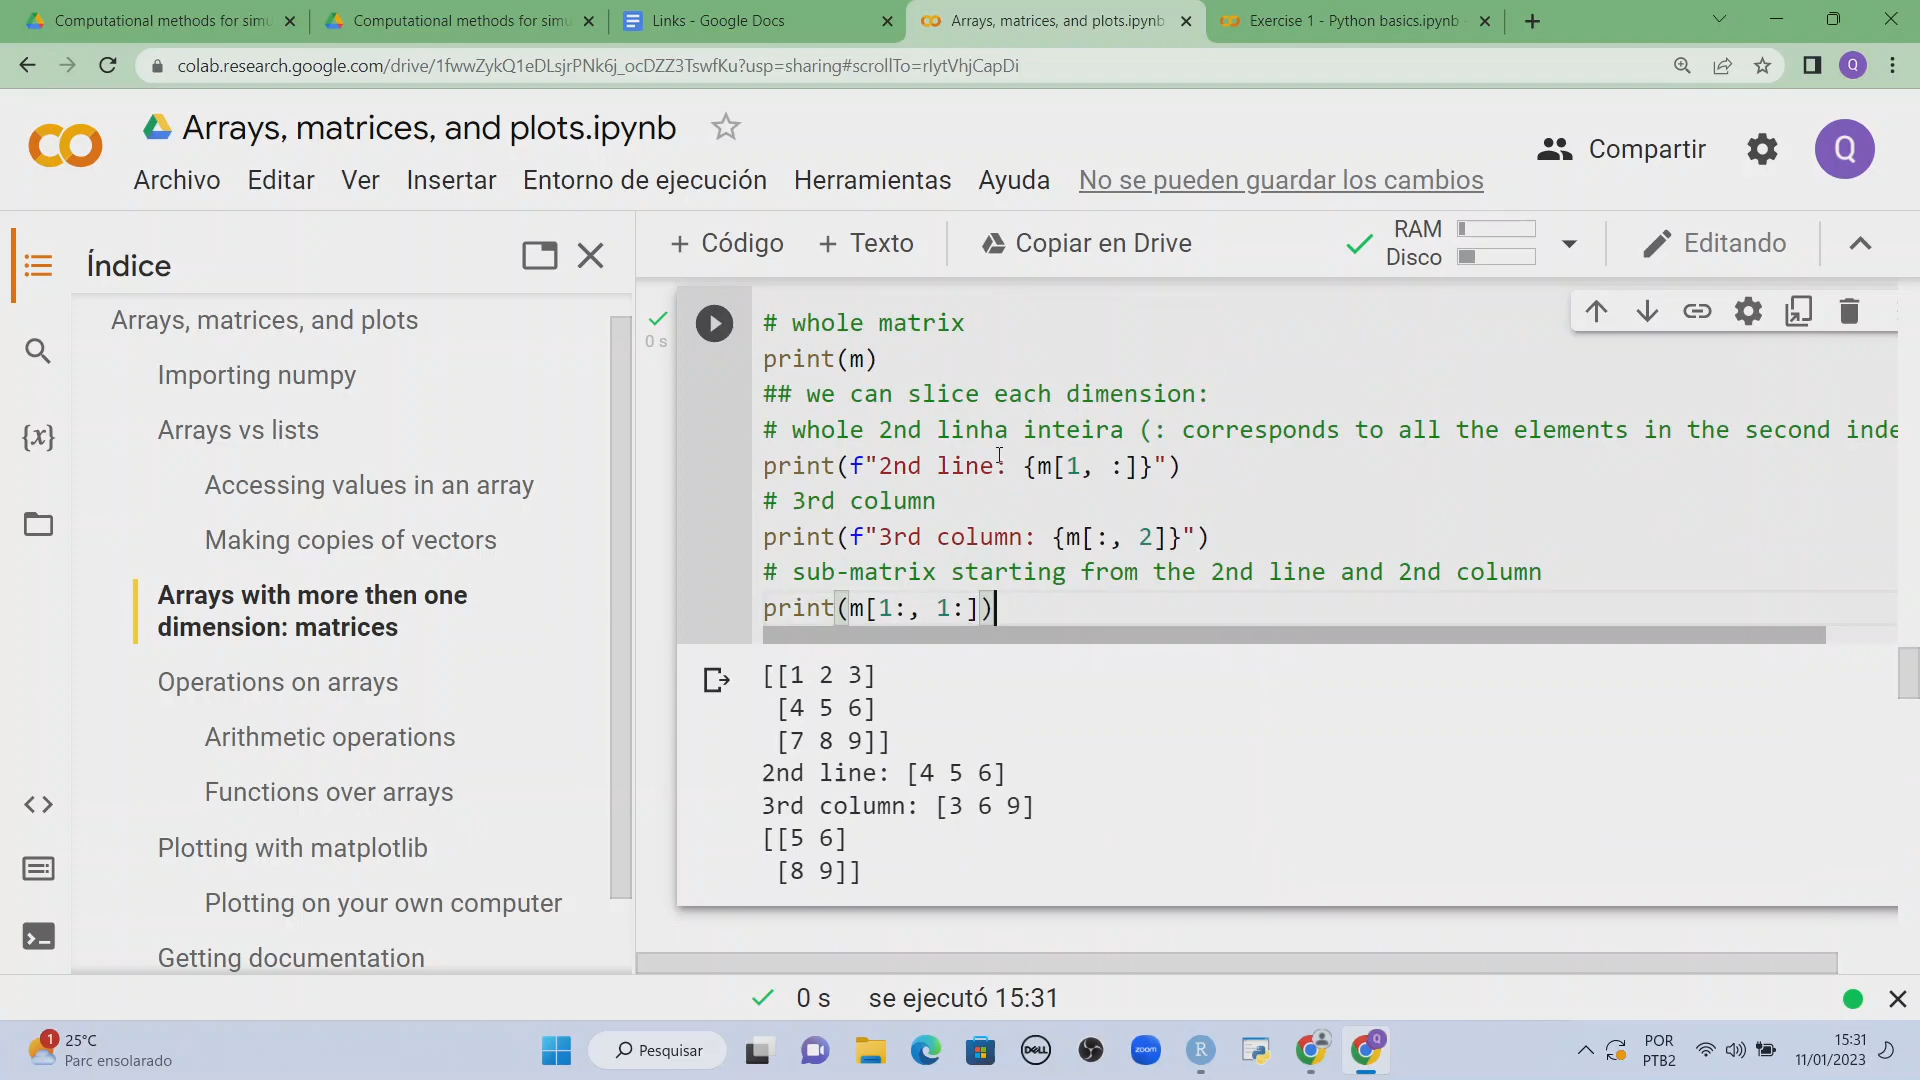 Computational methods for simu
Computational methods for simu
Links - Google Docs
Arrays, matrices, and plots.ipynb
Exercise 1 - Python basics.ipynb
colab.research.google.com/drive/1fwwZykQ1eDLsjrPNk6j_ocDZZ3TswfKu?usp=sharing#scrollTo=rIytVhjCapDi
Q
Arrays, matrices, and plots.ipynb
Compartir
Q
Archivo Editar Ver Insertar Entorno de ejecución Herramientas Ayuda No se pueden guardar los cambios
+ Código + Texto
Copiar en Drive
RAM
Disco
Editando
Índice
Arrays, matrices, and plots
Importing numpy
Arrays vs lists
Accessing values in an array
Making copies of vectors
Arrays with more then one
dimension: matrices
Operations on arrays
Arithmetic operations
Functions over arrays
Plotting with matplotlib
Plotting on your own computer
Getting documentation
{x}
0 s
# whole matrix
print(m)
## we can slice each dimension:
# whole 2nd linha inteira (: corresponds to all the elements in the second inde
print(f"2nd line: {m[1, :]}")
# 3rd column
print(f"3rd column: {m[:, 2]}")
# sub-matrix starting from the 2nd line and 2nd column
print(m[1:, 1:])
[[1 2 3]
[4 5 6]
[7 8 9]]
2nd line: [4 5 6]
3rd column: [3 6 9]
[[5 6]
[8 9]]
0 s se ejecutó 15:31
1
25°C
Parc ensolarado
Pesquisar
DELL
zoom
R
Q
POR
PTB2
15:31
11/01/2023